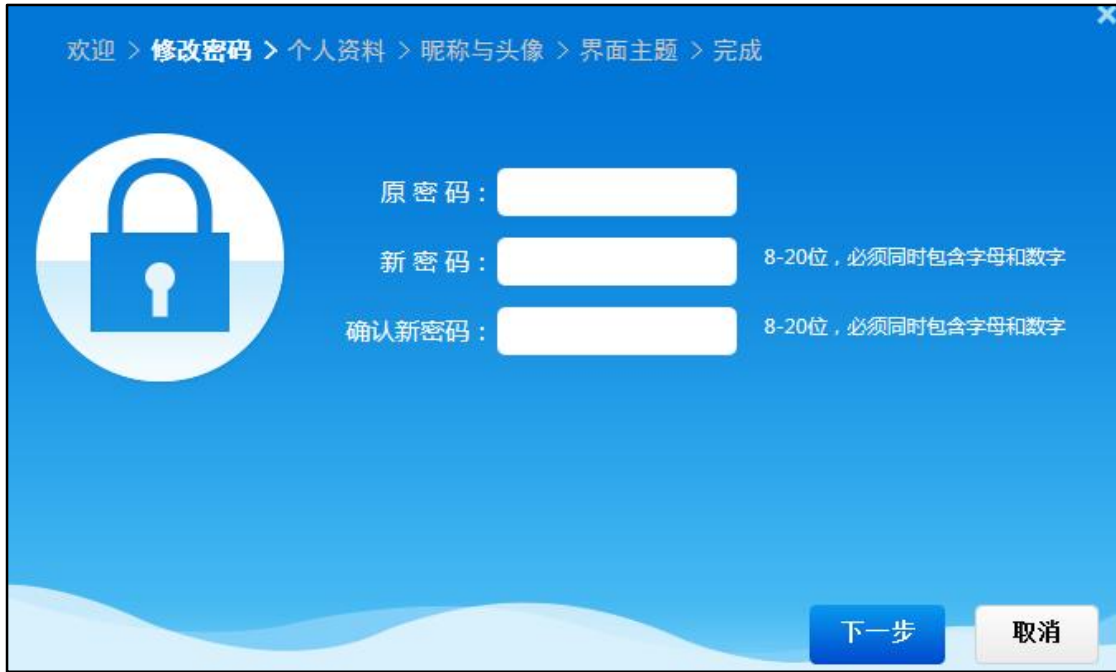 欢迎 > 修改密码 > 个人资料 > 昵称与头像 > 界面主题 > 完成
原 密 码：
新 密 码： 8-20位，必须同时包含字母和数字
确认新密码： 8-20位，必须同时包含字母和数字
下一步 取消